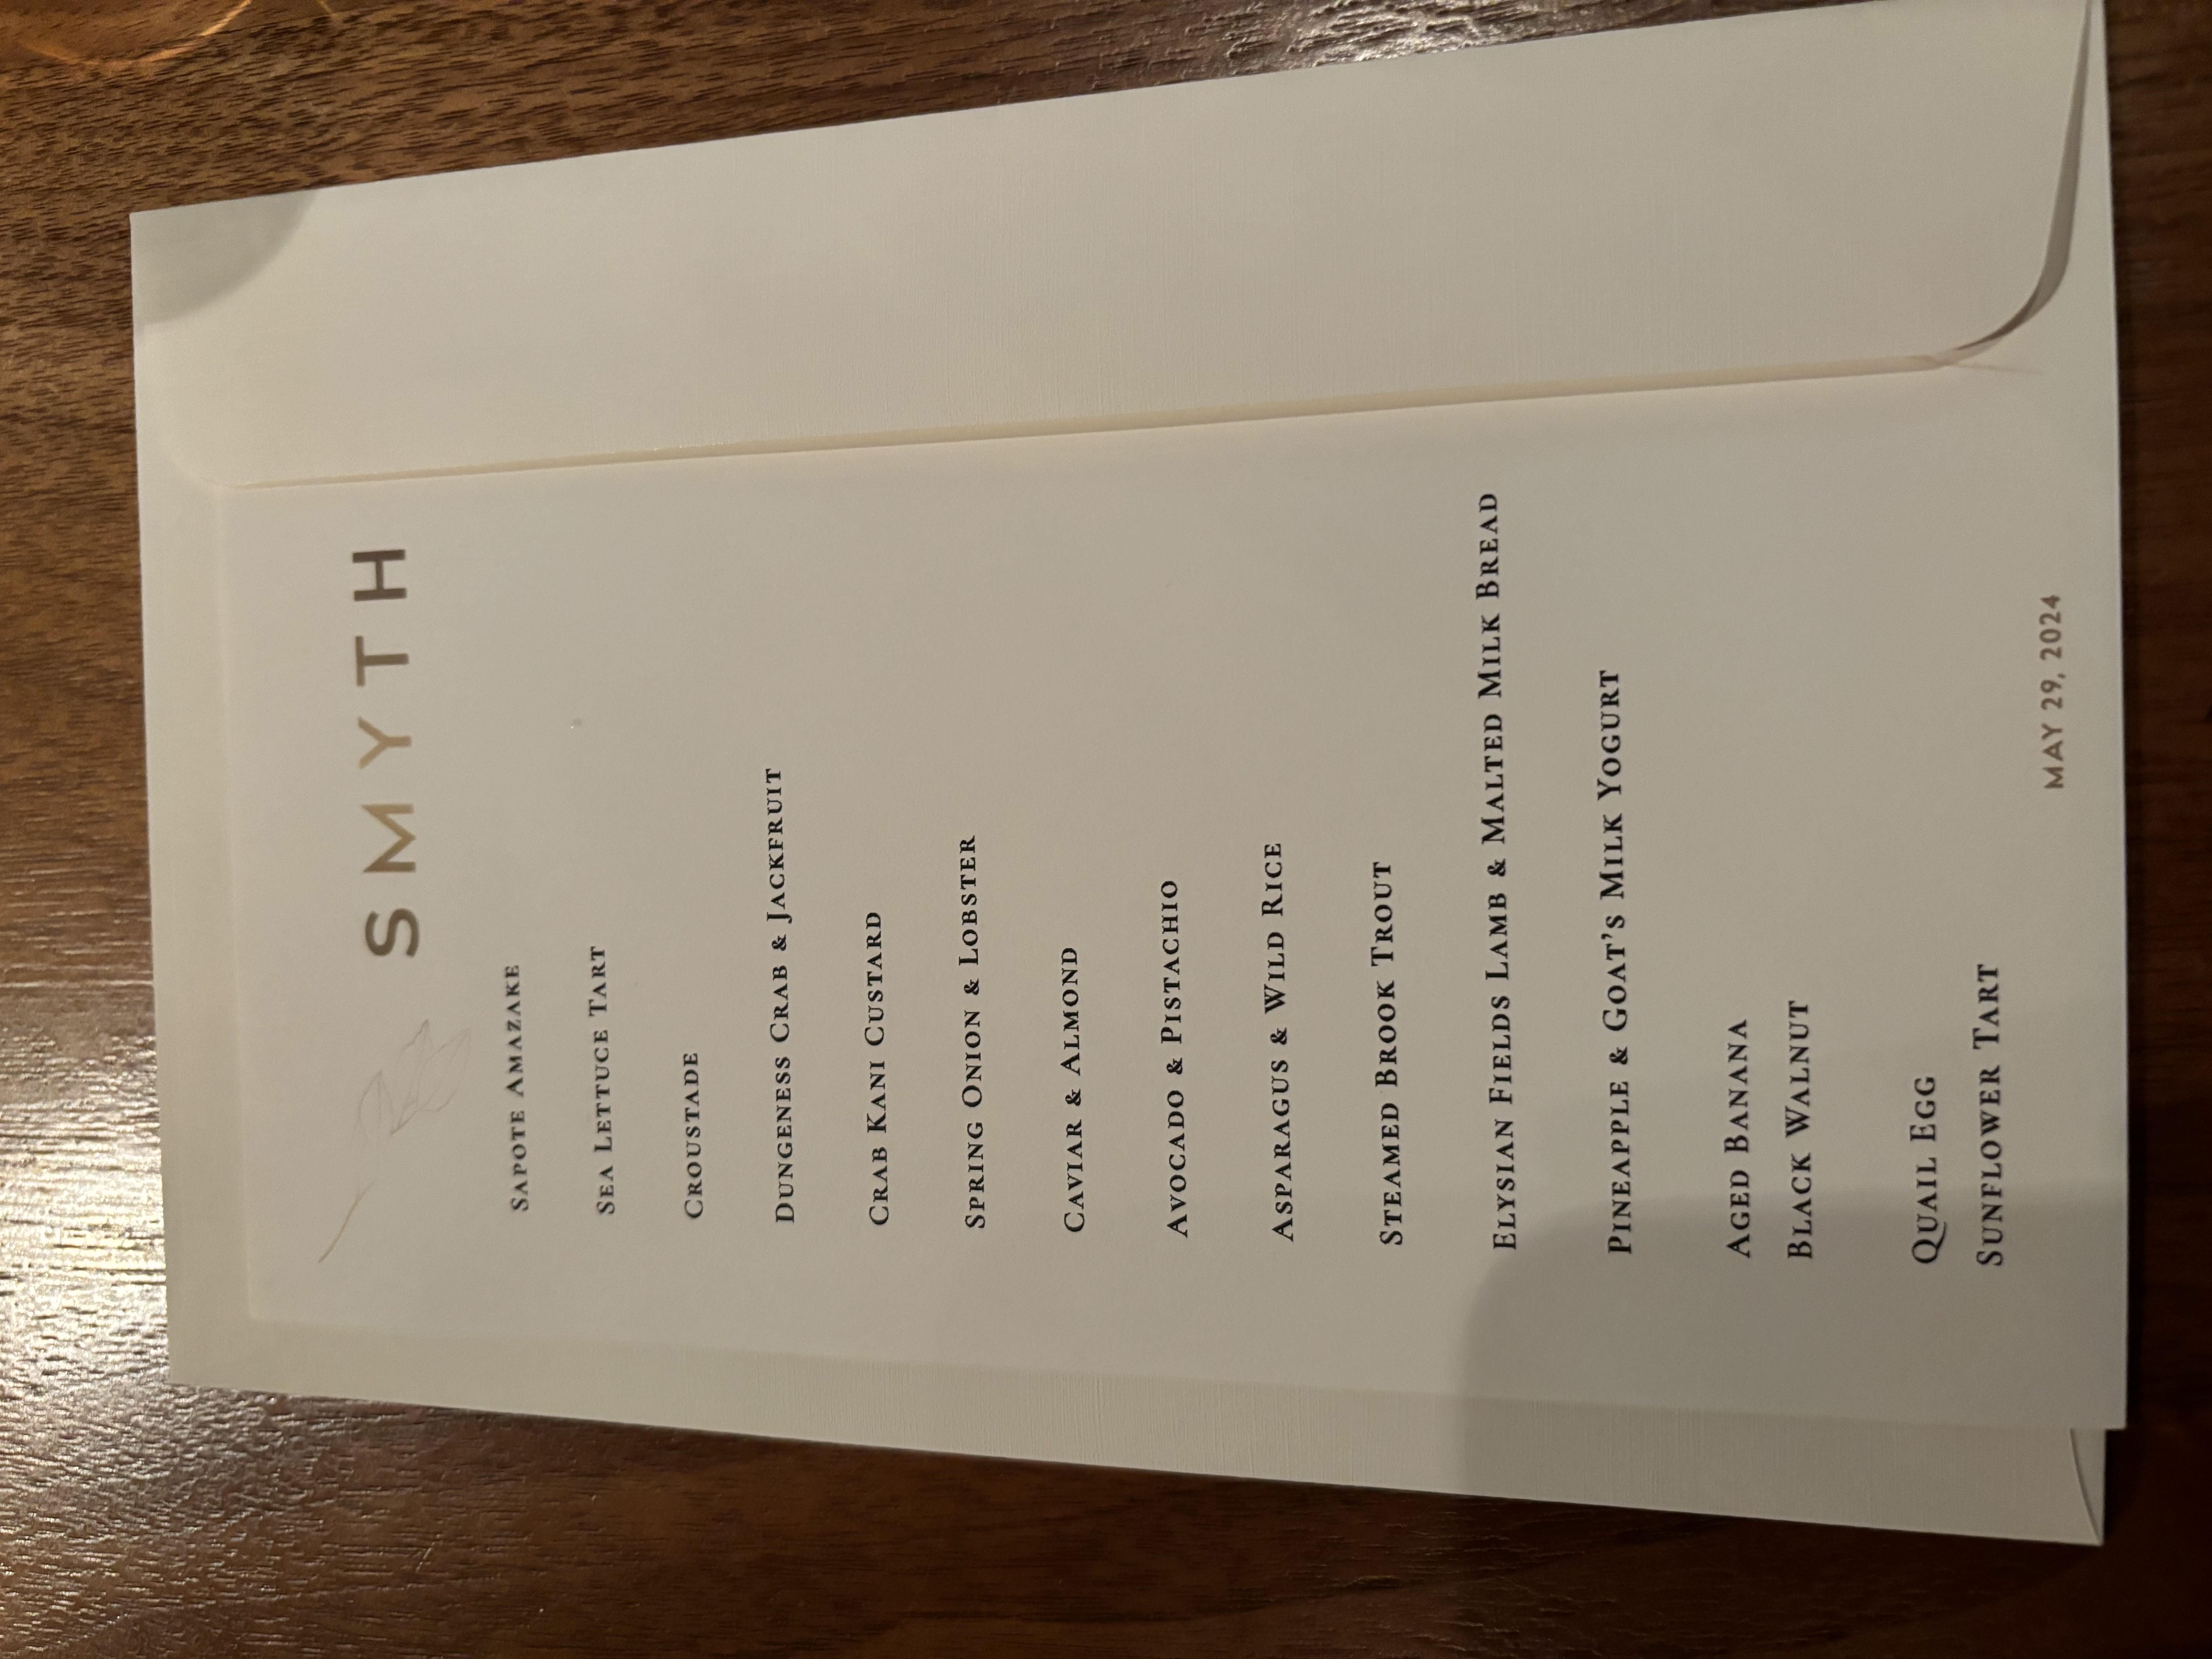 SMYTH
Sapote Amazake
Sea Lettuce Tart
Croustade
Dungeness Crab & Jackfruit
Crab Kani Custard
Spring Onion & Lobster
Caviar & Almond
Avocado & Pistachio
Asparagus & Wild Rice
Steamed Brook Trout
Elysian Fields Lamb & Malted Milk Bread
Pineapple & Goat's Milk Yogurt
Aged Banana
Black Walnut
Quail Egg
Sunflower Tart
MAY 29, 2024